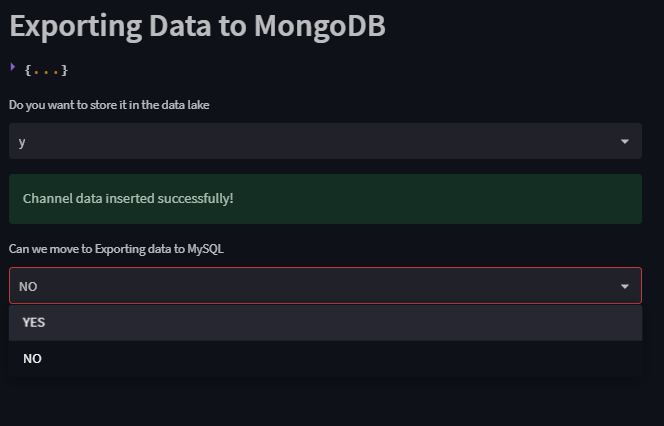 Exporting Data to MongoDB
{...}
Do you want to store it in the data lake
y
Channel data inserted successfully!
Can we move to Exporting data to MySQL
NO
YES
NO